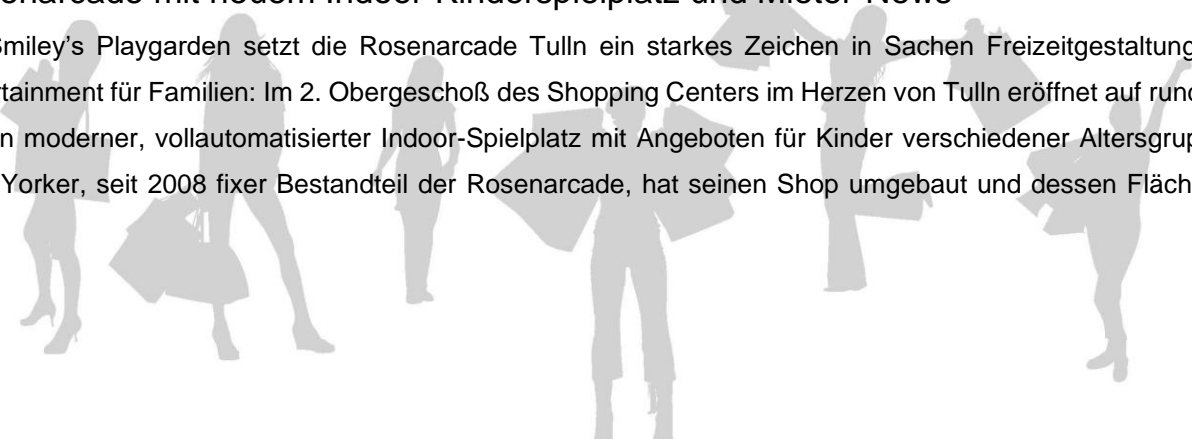 enarcade mit neuem Indoor-Kinderspielplatz und Mieter-News
Smiley's Playgarden setzt die Rosenarcade Tulln ein starkes Zeichen in Sachen Freizeitgestaltung
rtainment für Familien: Im 2. Obergeschoß des Shopping Centers im Herzen von Tulln eröffnet auf rund
n moderner, vollautomatisierter Indoor-Spielplatz mit Angeboten für Kinder verschiedener Altersgrup
Yorker, seit 2008 fixer Bestandteil der Rosenarcade, hat seinen Shop umgebaut und dessen Fläch